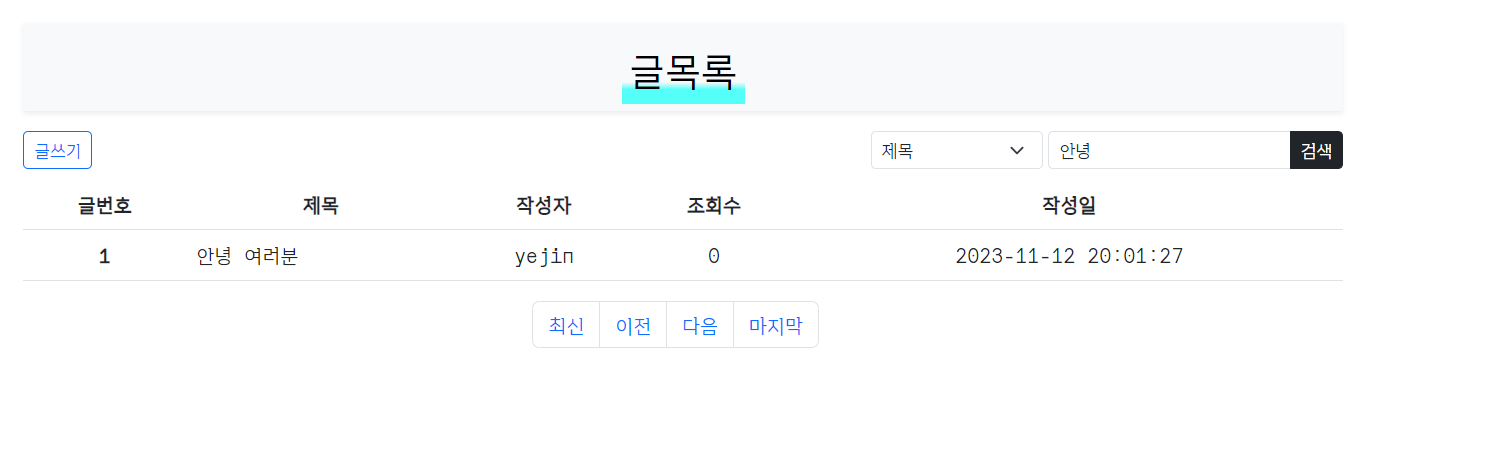 글목록
글쓰기 제목 안녕 검색
글번호 제목 작성자 조회수 작성일
1 안녕 여러분 yejin 0 2023-11-12 20:01:27
최신 이전 다음 마지막